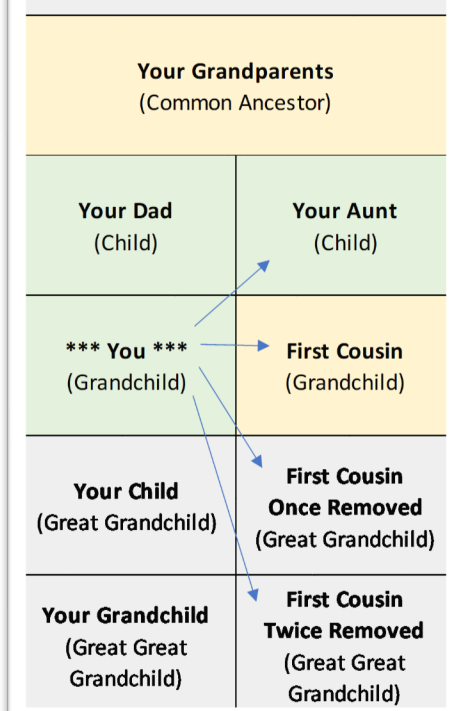 Your Grandparents
(Common Ancestor)
Your Dad
(Child)
Your Aunt
(Child)
*** You ***
(Grandchild)
First Cousin
(Grandchild)
Your Child
(Great Grandchild)
First Cousin
Once Removed
(Great Grandchild)
Your Grandchild
(Great Great
Grandchild)
First Cousin
Twice Removed
(Great Great
Grandchild)